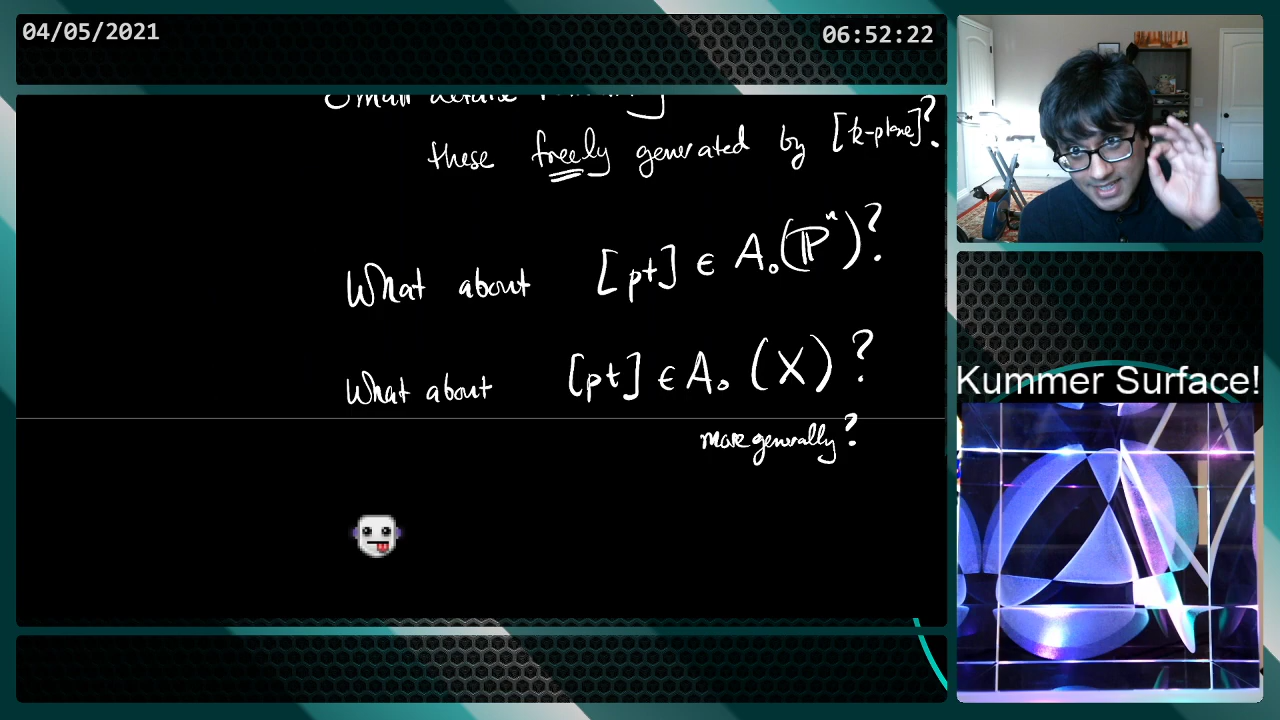 04/05/2021
06:52:22
these freely generated by [k-plane]?
What about [pt] ∈ A₀(ℙⁿ)?
What about [pt] ∈ A₀(X)?
more generally?
Kummer Surface!